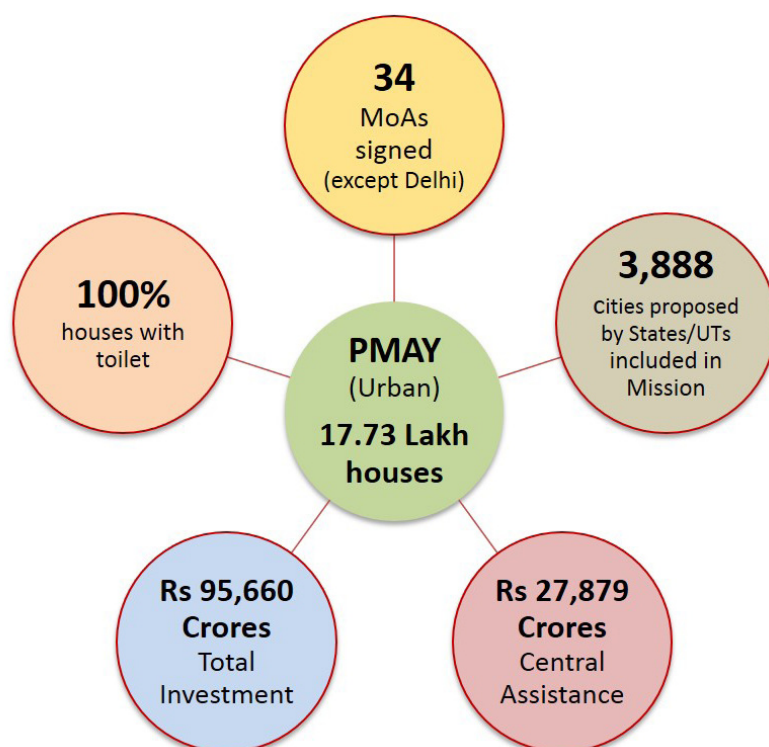 34
MoAs
signed
(except Delhi)
100%
houses with
toilet
3,888
Cities proposed
by States/UTs
included in
Mission
PMAY
(Urban)
17.73 Lakh
houses
Rs 95,660
Crores
Total
Investment
Rs 27,879
Crores
Central
Assistance